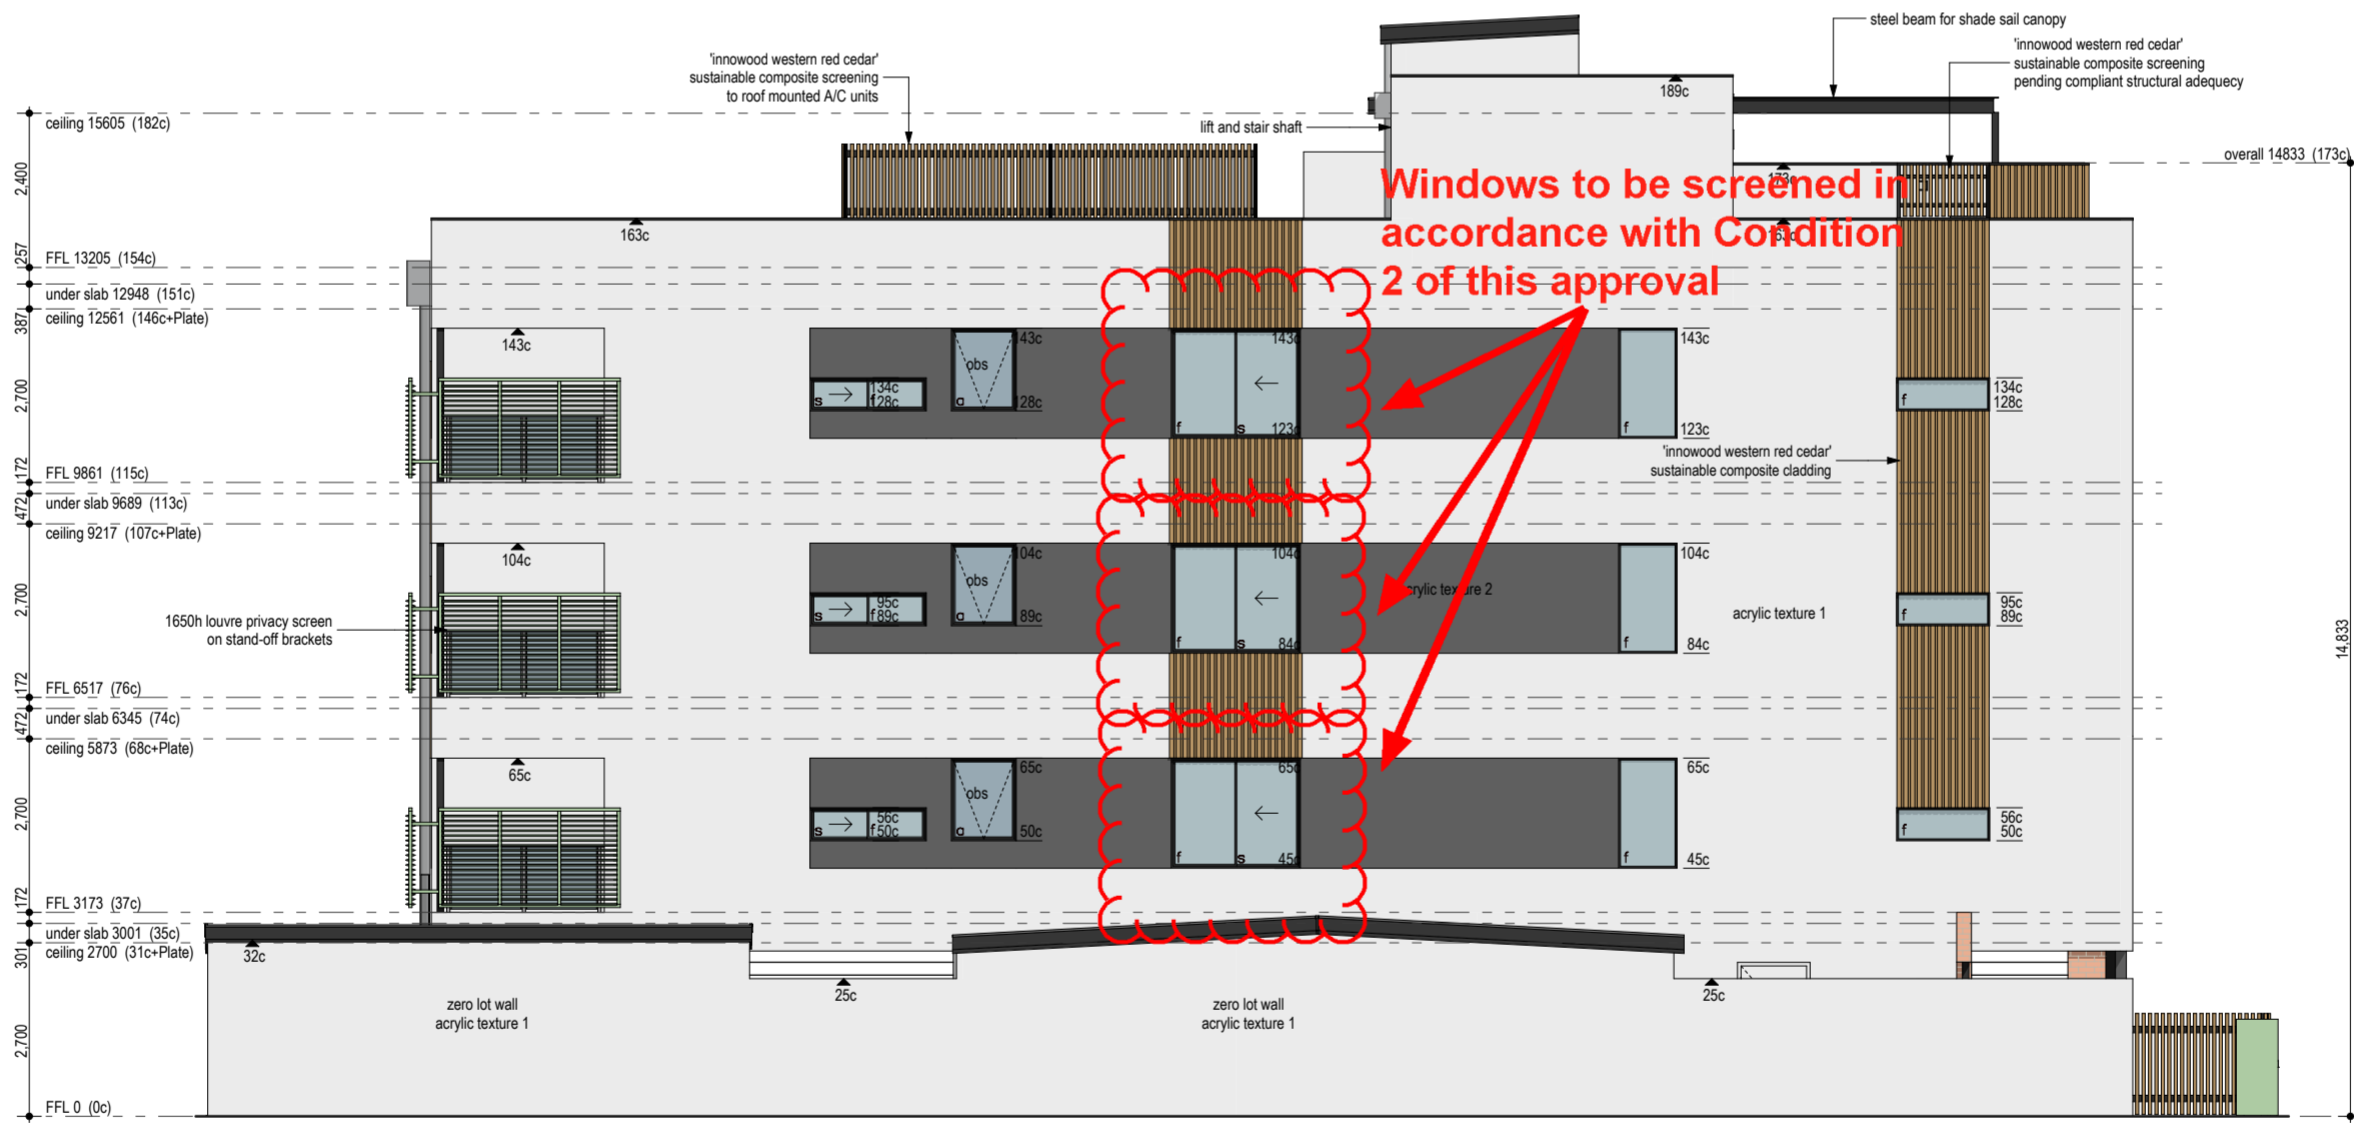 steel beam for shade sail canopy
'innowood western red cedar'
sustainable composite screening
pending compliant structural adequecy
'innowood western red cedar'
sustainable composite screening
to roof mounted A/C units
189c
ceiling 15605 (182c)
lift and stair shaft
overall 14833 (173c)
2,400
Windows to be screened in
accordance with Condition
2 of this approval
173c
163c
163c
257
FFL 13205 (154c)
under slab 12948 (151c)
387
ceiling 12561 (146c+Plate)
143c
obs
143c
143c
143c
s
134c
f 128c
a
128c
f
s
123c
f
123c
f
134c
128c
2,700
'innowood western red cedar'
sustainable composite cladding
172
FFL 9861 (115c)
472
under slab 9689 (113c)
ceiling 9217 (107c+Plate)
104c
obs
104c
104c
104c
s
95c
f 89c
a
89c
f
s
84c
f
84c
f
95c
89c
acrylic texture 2
acrylic texture 1
2,700
1650h louvre privacy screen
on stand-off brackets
14,833
172
FFL 6517 (76c)
472
under slab 6345 (74c)
ceiling 5873 (68c+Plate)
65c
obs
65c
65c
65c
s
56c
f 50c
a
50c
f
s
45c
f
45c
f
56c
50c
2,700
172
FFL 3173 (37c)
under slab 3001 (35c)
301
ceiling 2700 (31c+Plate)
32c
25c
25c
zero lot wall
acrylic texture 1
zero lot wall
acrylic texture 1
2,700
FFL 0 (0c)